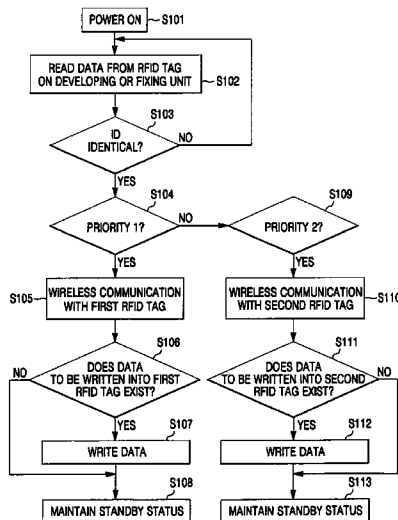 POWER ON
S101
READ DATA FROM RFID TAG
ON DEVELOPING OR FIXING UNIT
S102
S103
ID
IDENTICAL?
NO
YES
S104
PRIORITY 1?
NO
S109
PRIORITY 2?
YES
YES
S105
WIRELESS COMMUNICATION
WITH FIRST RFID TAG
WIRELESS COMMUNICATION
WITH SECOND RFID TAG
S110
S106
NO
DOES DATA
TO BE WRITTEN INTO FIRST
RFID TAG EXIST?
S111
DOES DATA
TO BE WRITTEN INTO SECOND
RFID TAG EXIST?
NO
YES
S107
WRITE DATA
YES
S112
WRITE DATA
S108
MAINTAIN STANDBY STATUS
S113
MAINTAIN STANDBY STATUS